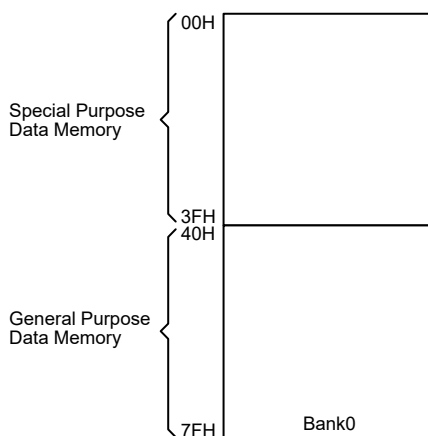 00H
Special Purpose
Data Memory
3FH
40H
General Purpose
Data Memory
7FH
Bank0